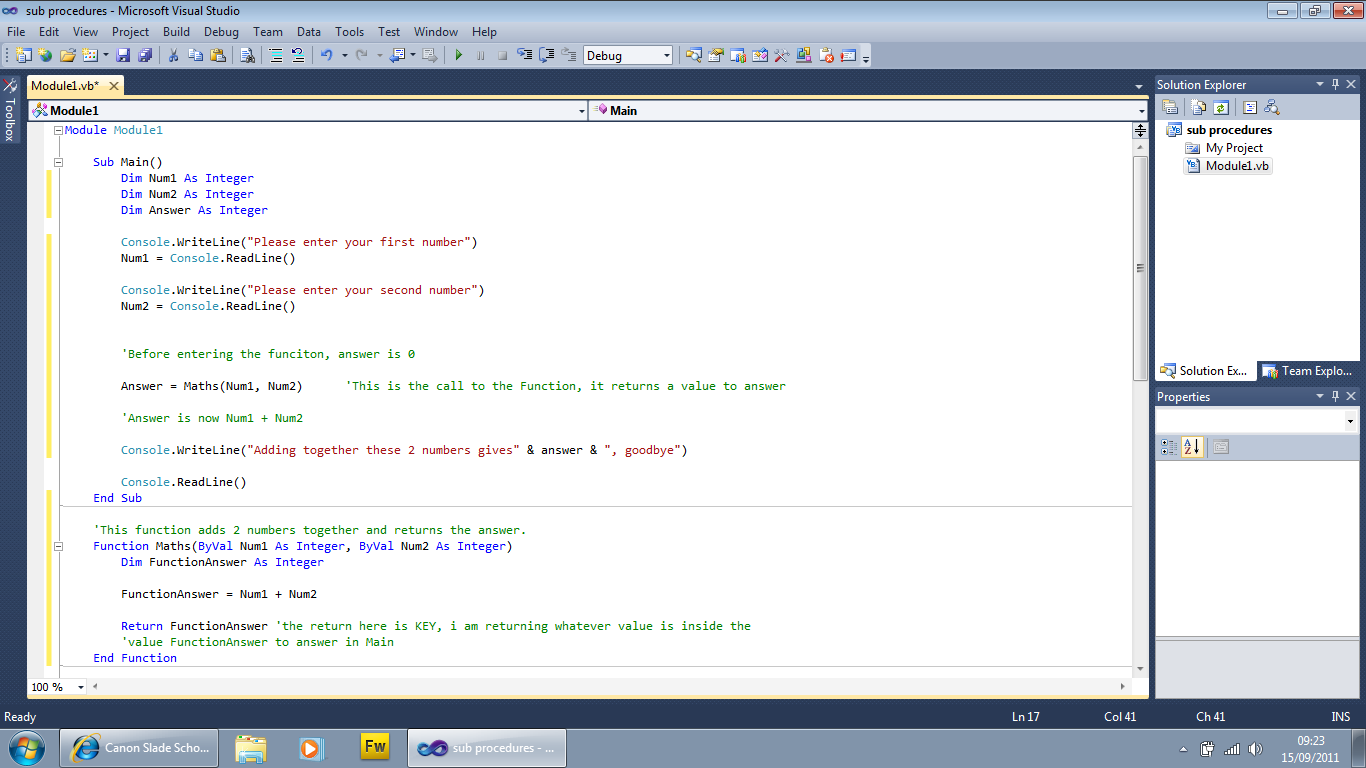 sub procedures - Microsoft Visual Studio
File Edit View Project Build Debug Team Data Tools Test Window Help
Debug
Toolbox
Module1.vb*
Module1 Main
Module Module1
Sub Main()
Dim Num1 As Integer
Dim Num2 As Integer
Dim Answer As Integer
Console.WriteLine("Please enter your first number")
Num1 = Console.ReadLine()
Console.WriteLine("Please enter your second number")
Num2 = Console.ReadLine()
'Before entering the funciton, answer is 0
Answer = Maths(Num1, Num2) 'This is the call to the Function, it returns a value to answer
'Answer is now Num1 + Num2
Console.WriteLine("Adding together these 2 numbers gives" & answer & ", goodbye")
Console.ReadLine()
End Sub
'This function adds 2 numbers together and returns the answer.
Function Maths(ByVal Num1 As Integer, ByVal Num2 As Integer)
Dim FunctionAnswer As Integer
FunctionAnswer = Num1 + Num2
Return FunctionAnswer 'the return here is KEY, i am returning whatever value is inside the
'value FunctionAnswer to answer in Main
End Function
100 %
Solution Explorer
sub procedures
My Project
Module1.vb
Solution Ex... Team Explo...
Properties
Ready Ln 17 Col 41 Ch 41 INS
Canon Slade Scho... Fw sub procedures - ...
09:23
15/09/2011